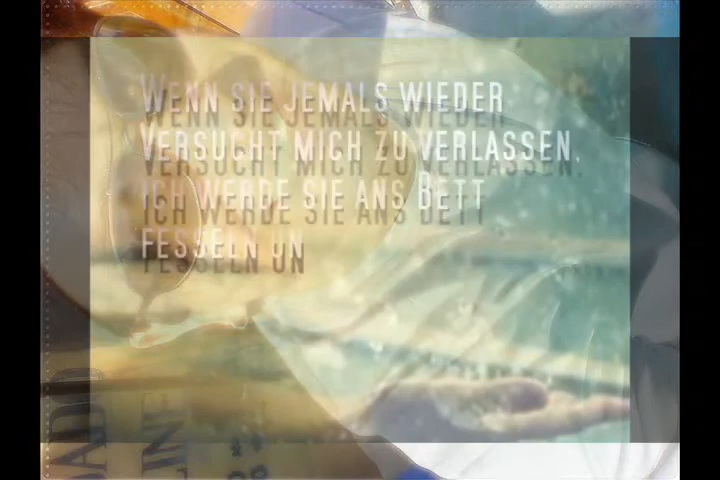 Wenn sie jemals wieder
versucht mich zu verlassen,
ich werde sie ans Bett
fesseln un